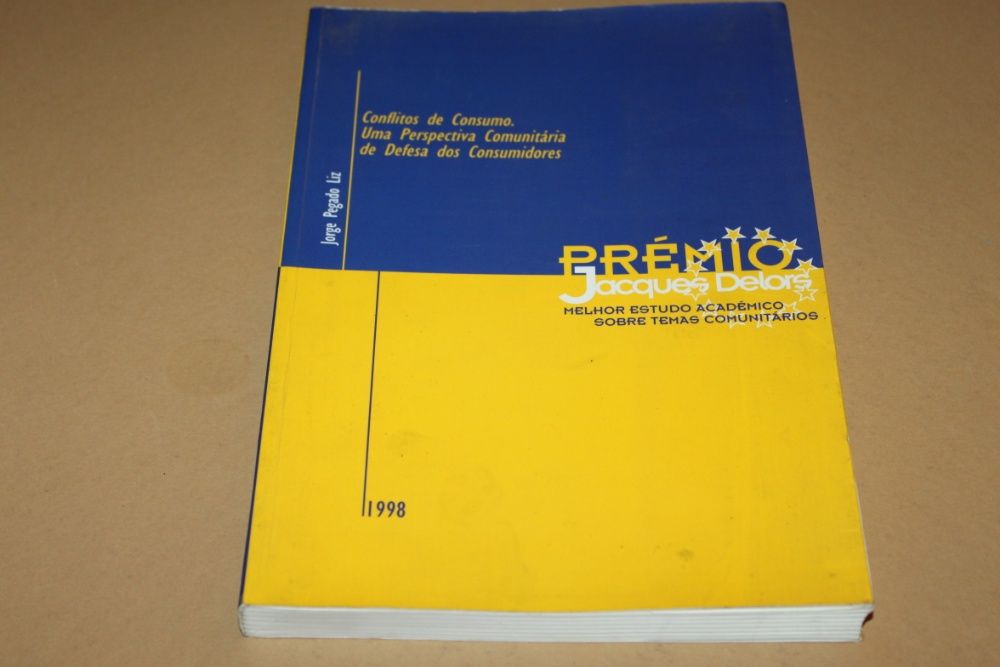 Conflitos de Consumo.
Uma Perspectiva Comunitária
de Defesa dos Consumidores
Jorge Pegado Liz
PRÉMIO
Jacques Delors
MELHOR ESTUDO ACADÉMICO
SOBRE TEMAS COMUNITÁRIOS
1998